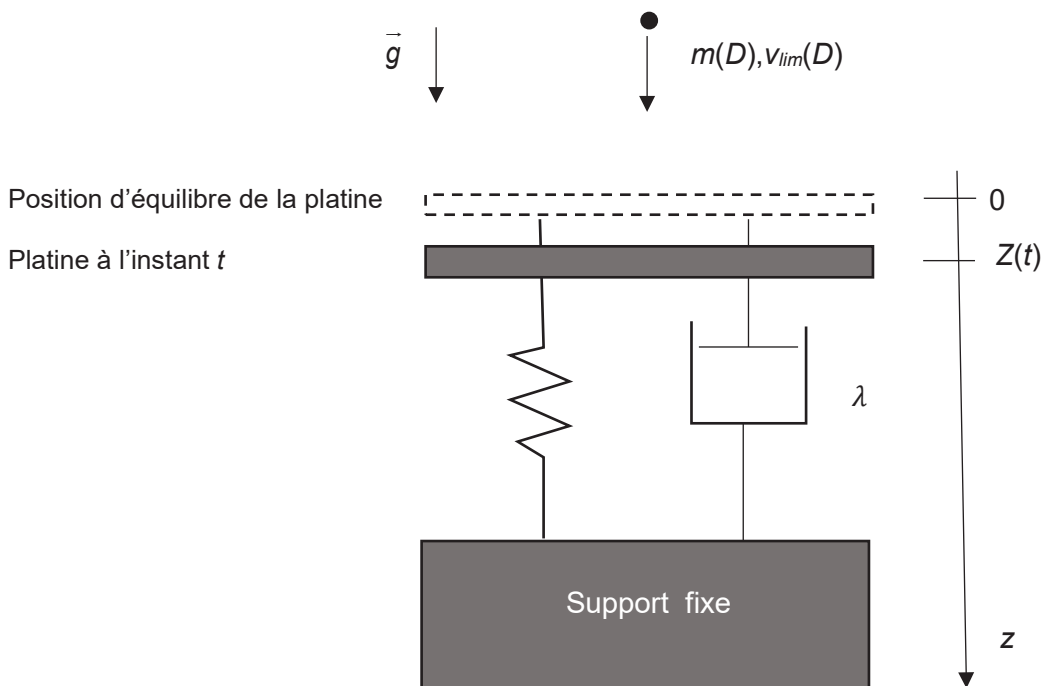 g
m(D),vlim(D)
Position d’équilibre de la platine
0
Platine à l’instant t
Z(t)
λ
Support fixe
z